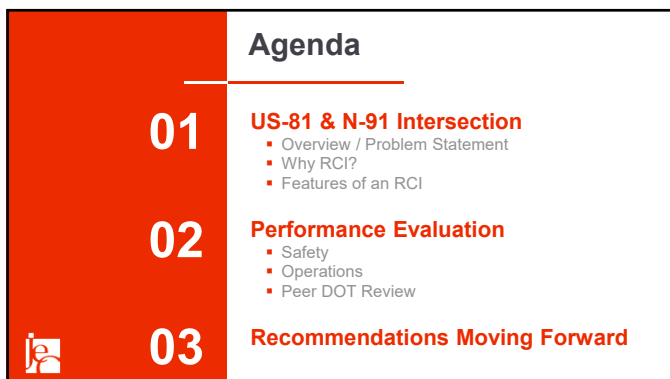 Agenda
01
US-81 & N-91 Intersection
▪ Overview / Problem Statement
▪ Why RCI?
▪ Features of an RCI
02
Performance Evaluation
▪ Safety
▪ Operations
▪ Peer DOT Review
03
Recommendations Moving Forward
jeo